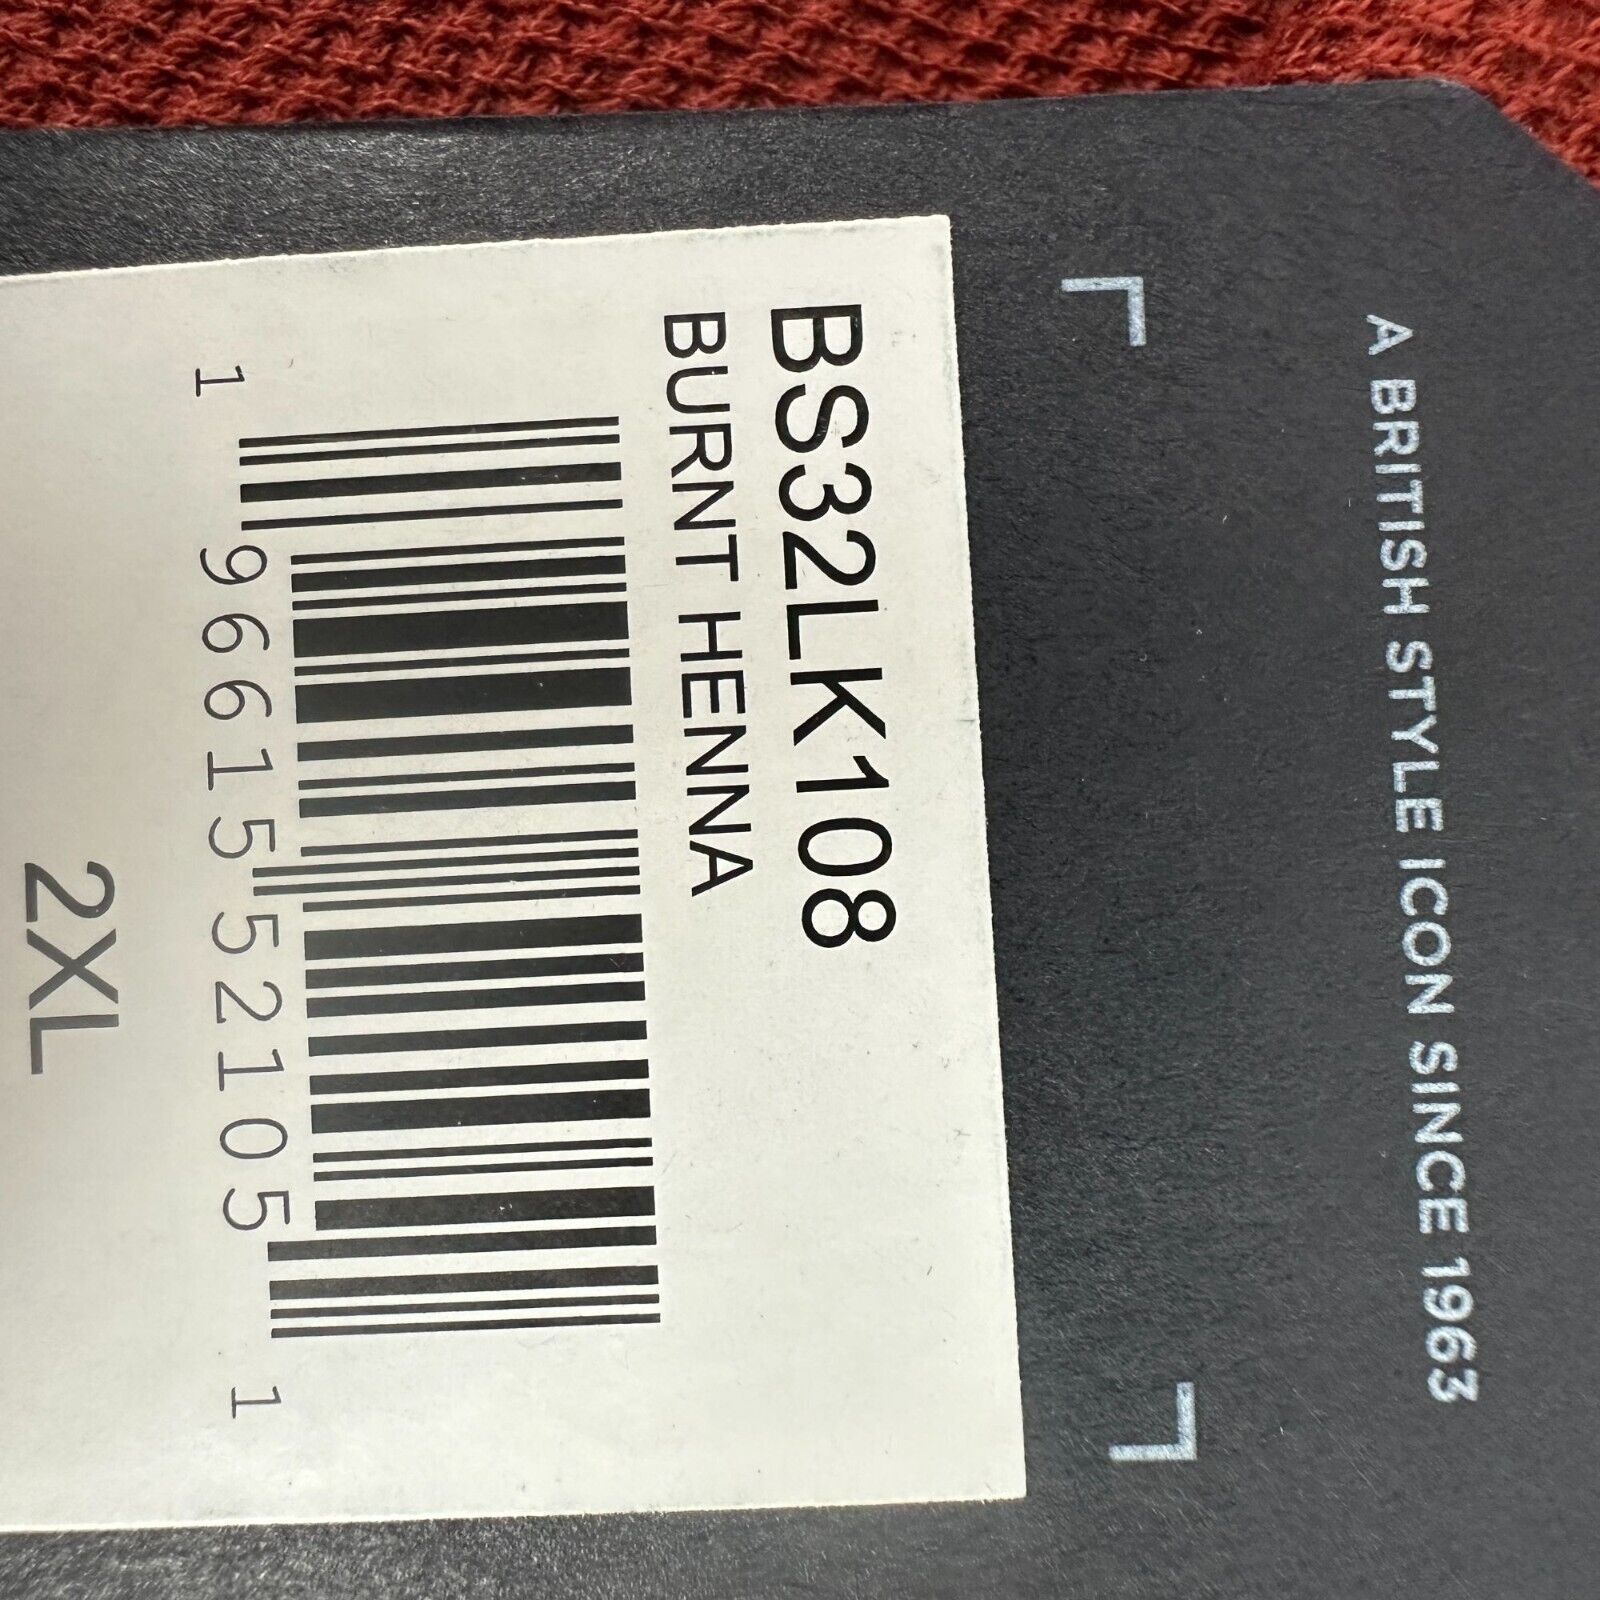 A BRITISH STYLE ICON SINCE 1963
BS32LK108
BURNT HENNA
1 96615 52105 1
2XL